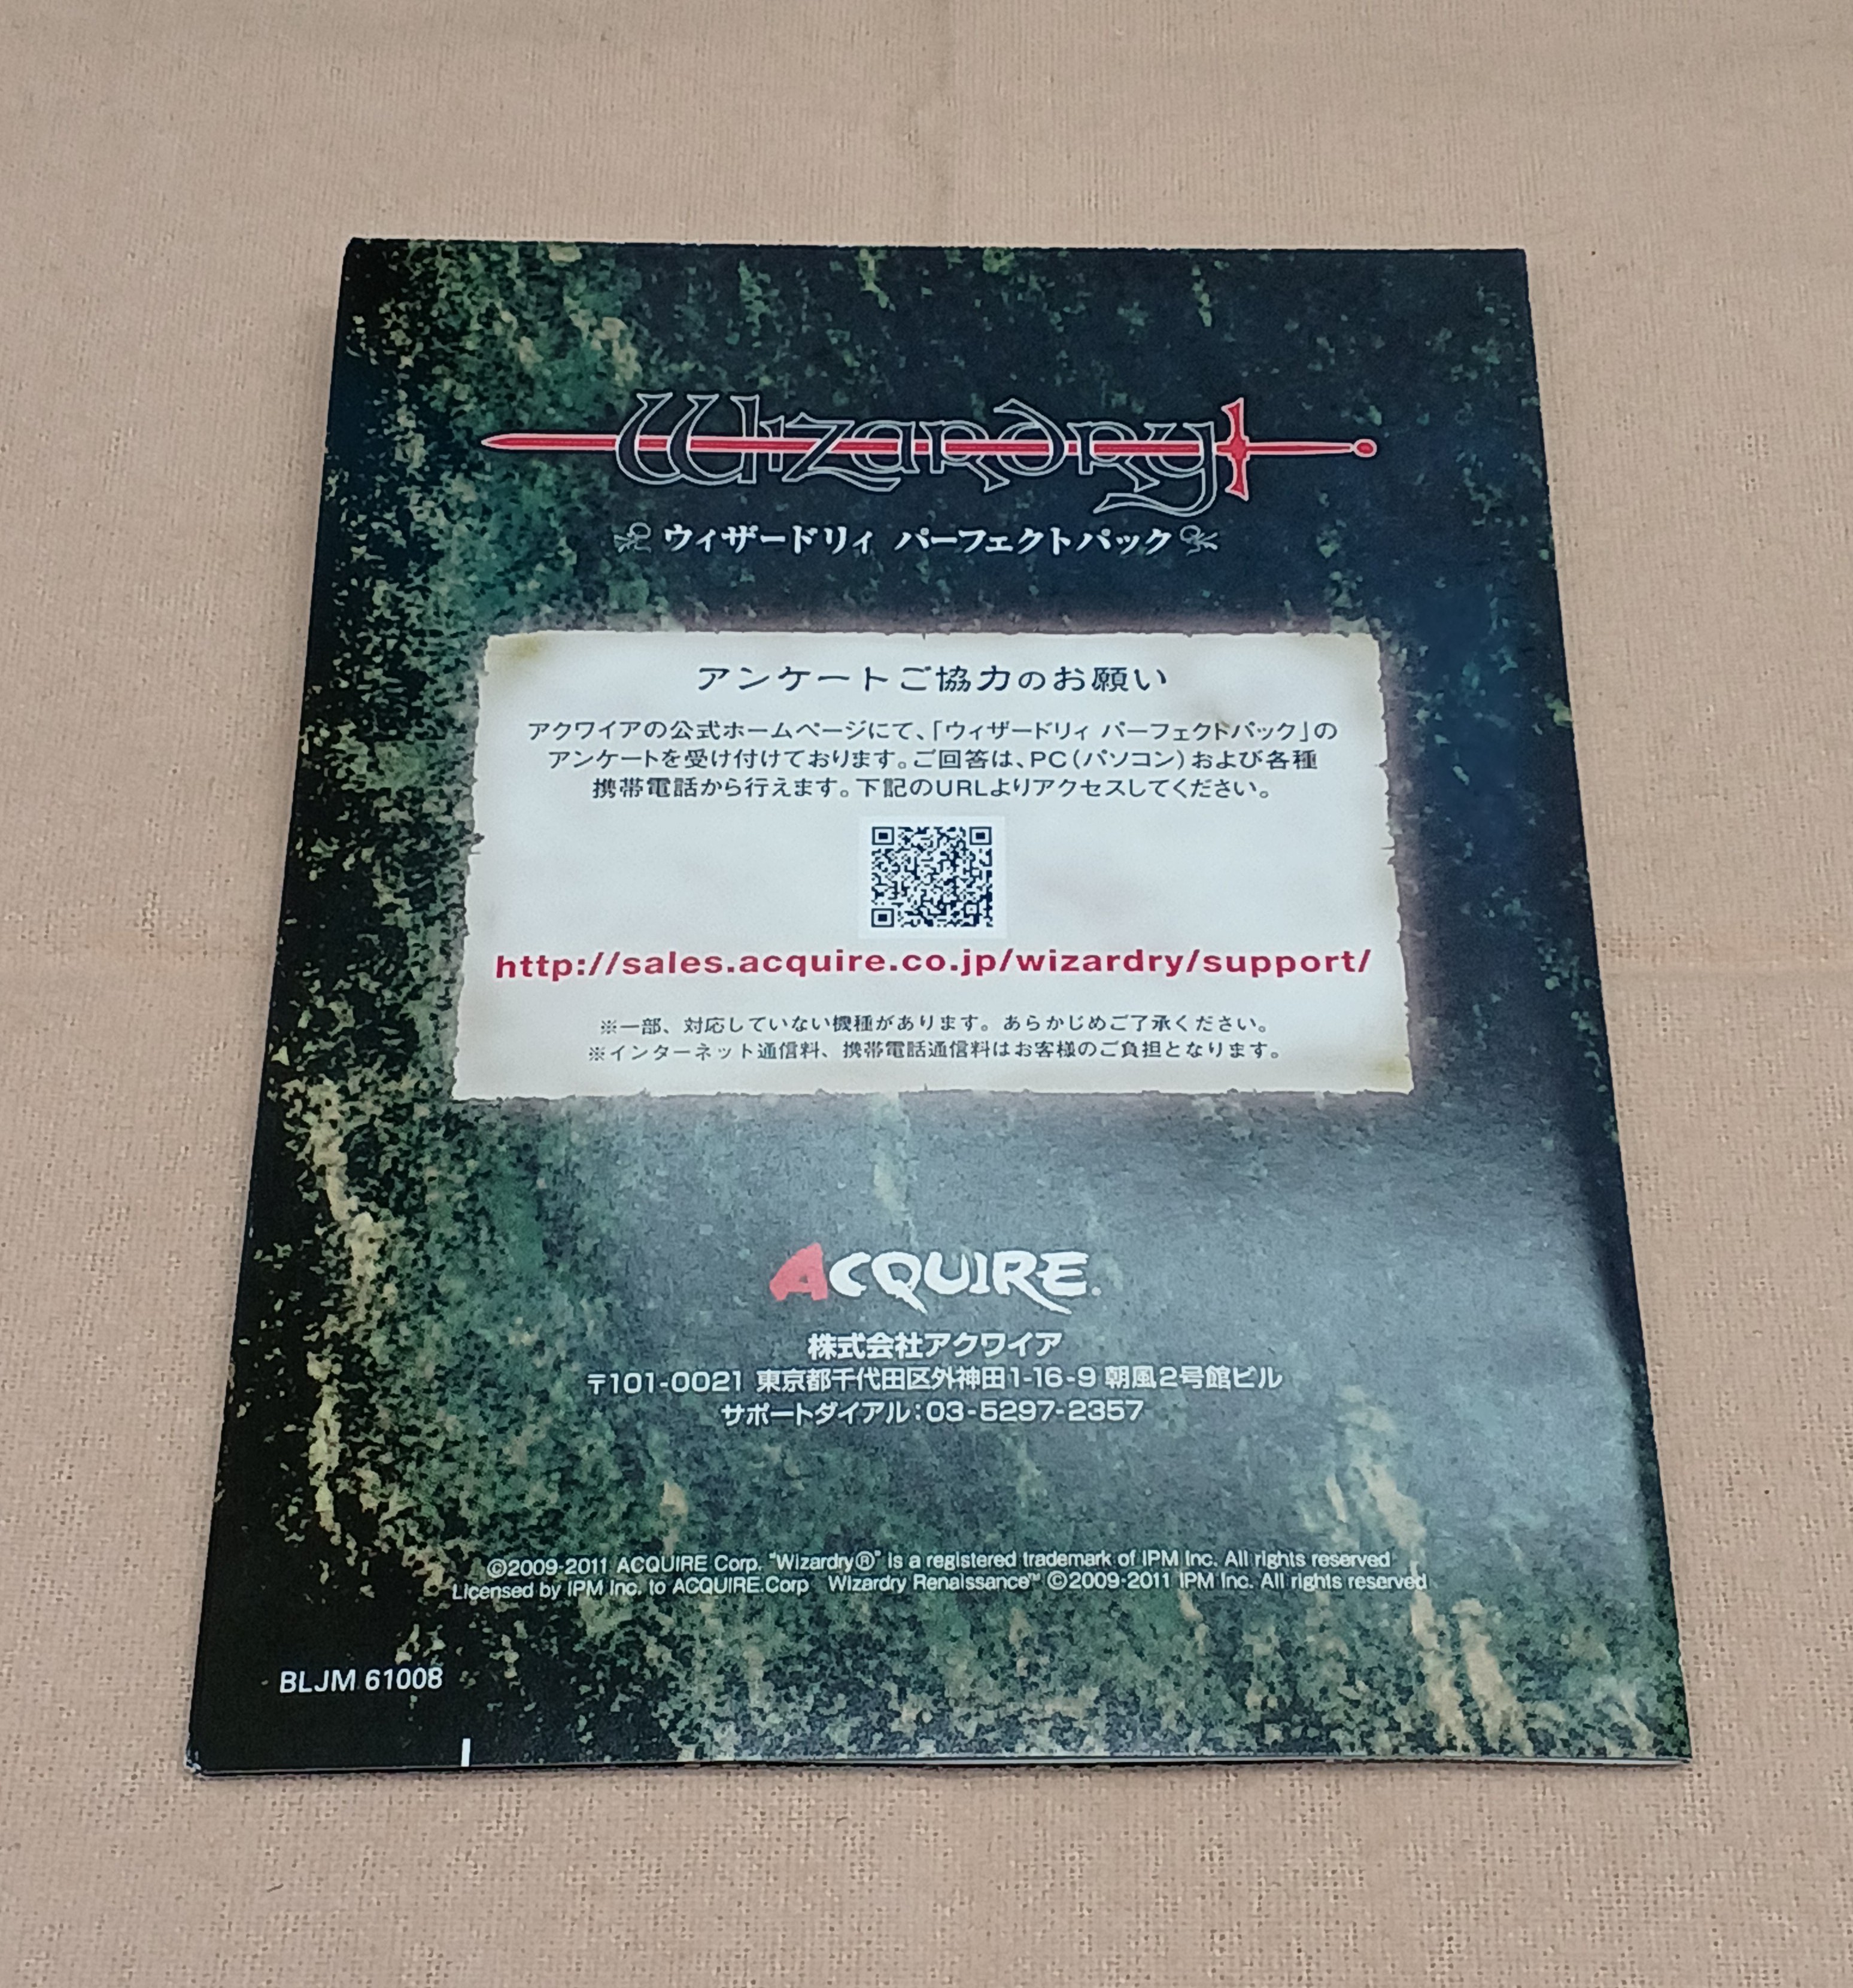 Wizardry
ウィザードリィ パーフェクトパック
アンケートご協力のお願い
アクワイアの公式ホームページにて、「ウィザードリィ パーフェクトパック」の
アンケートを受け付けております。ご回答は、PC(パソコン)および各種
携帯電話から行えます。下記のURLよりアクセスしてください。
http://sales.acquire.co.jp/wizardry/support/
※一部、対応していない機種があります。あらかじめご了承ください。
※インターネット通信料、携帯電話通信料はお客様のご負担となります。
ACQUIRE
株式会社アクワイア
〒101-0021 東京都千代田区外神田1-16-9 朝風2号館ビル
サポートダイアル:03-5297-2357
©2009-2011 ACQUIRE Corp. "Wizardry®" is a registered trademark of IPM Inc. All rights reserved
Licensed by IPM Inc. to ACQUIRE.Corp Wizardry Renaissance™ ©2009-2011 IPM Inc. All rights reserved
BLJM 61008